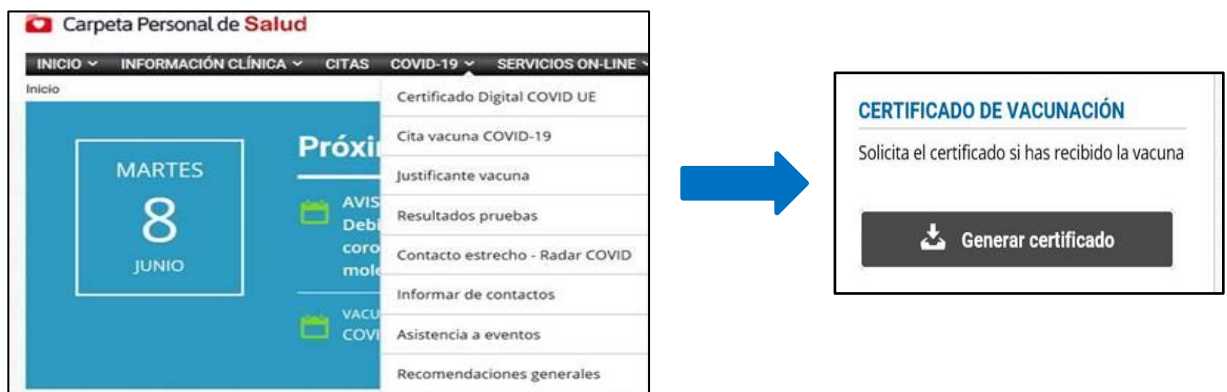 Carpeta Personal de Salud
INICIO INFORMACIÓN CLÍNICA CITAS COVID-19 SERVICIOS ON-LINE
Inicio
Certificado Digital COVID UE
Cita vacuna COVID-19
Justificante vacuna
Resultados pruebas
Contacto estrecho - Radar COVID
Informar de contactos
Asistencia a eventos
Recomendaciones generales
MARTES
8
JUNIO
Próxi
AVIS
Debi
coro
mole
VACU
COVI
CERTIFICADO DE VACUNACIÓN
Solicita el certificado si has recibido la vacuna
Generar certificado